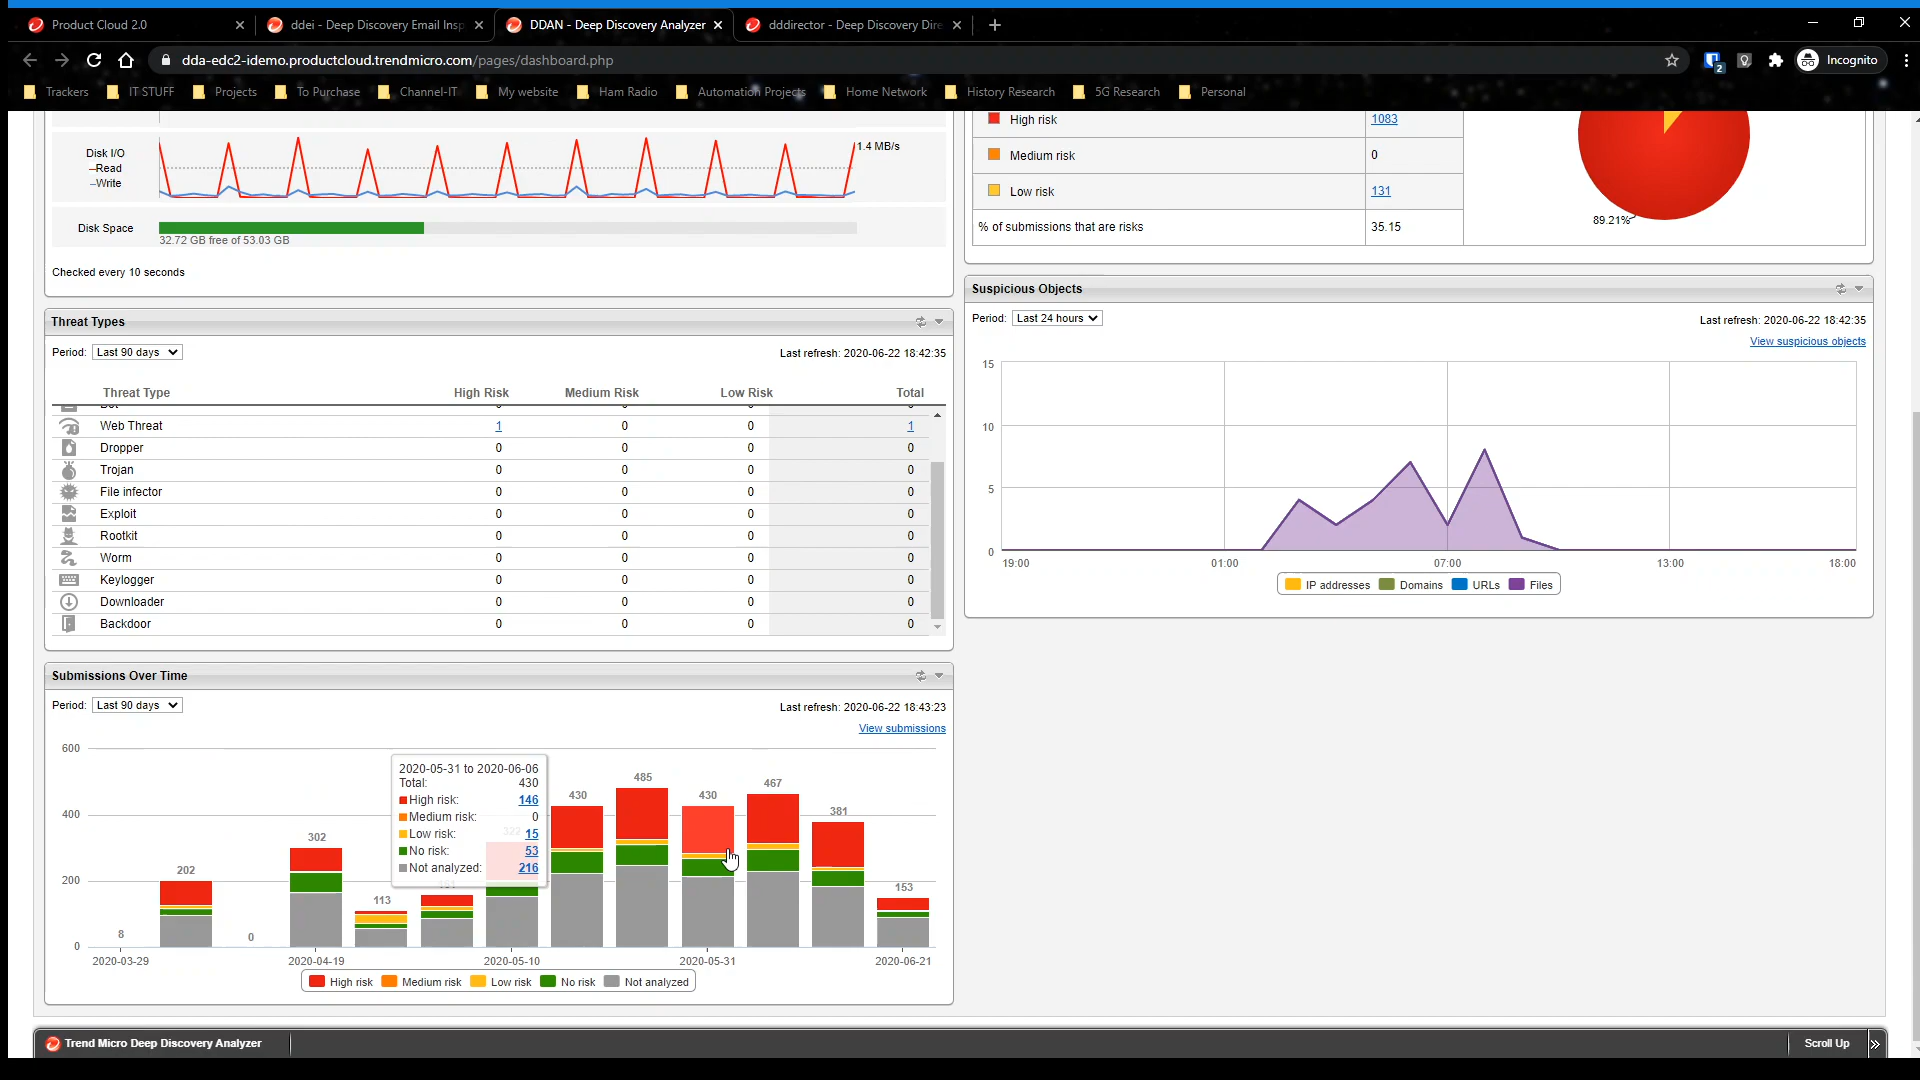 Product Cloud 2.0
ddei - Deep Discovery Email Insp
DDAN - Deep Discovery Analyzer
dddirector - Deep Discovery Dire
dda-edc2-idemo.productcloud.trendmicro.com/pages/dashboard.php
2
Incognito
Trackers
IT STUFF
Projects
To Purchase
Channel-IT
My website
Ham Radio
Automation Projects
Home Network
History Research
5G Research
Personal
Disk I/O
–Read
–Write
1.4 MB/s
Disk Space
32.72 GB free of 53.03 GB
Checked every 10 seconds
High risk 1083
Medium risk 0
Low risk 131
% of submissions that are risks 35.15
89.21%
Threat Types
Period: Last 90 days
Last refresh: 2020-06-22 18:42:35
Threat Type High Risk Medium Risk Low Risk Total
Web Threat 1 0 0 1
Dropper 0 0 0 0
Trojan 0 0 0 0
File infector 0 0 0 0
Exploit 0 0 0 0
Rootkit 0 0 0 0
Worm 0 0 0 0
Keylogger 0 0 0 0
Downloader 0 0 0 0
Backdoor 0 0 0 0
Suspicious Objects
Period: Last 24 hours
Last refresh: 2020-06-22 18:42:35
View suspicious objects
15
10
5
0
19:00 01:00 07:00 13:00 18:00
IP addresses Domains URLs Files
Submissions Over Time
Period: Last 90 days
Last refresh: 2020-06-22 18:43:23
View submissions
600
400
200
0
8
202
0
302
113
430
485
430
467
381
153
2020-05-31 to 2020-06-06
Total: 430
High risk: 146
Medium risk: 0
Low risk: 15
No risk: 53
Not analyzed: 216
2020-03-29 2020-04-19 2020-05-10 2020-05-31 2020-06-21
High risk Medium risk Low risk No risk Not analyzed
Trend Micro Deep Discovery Analyzer
Scroll Up